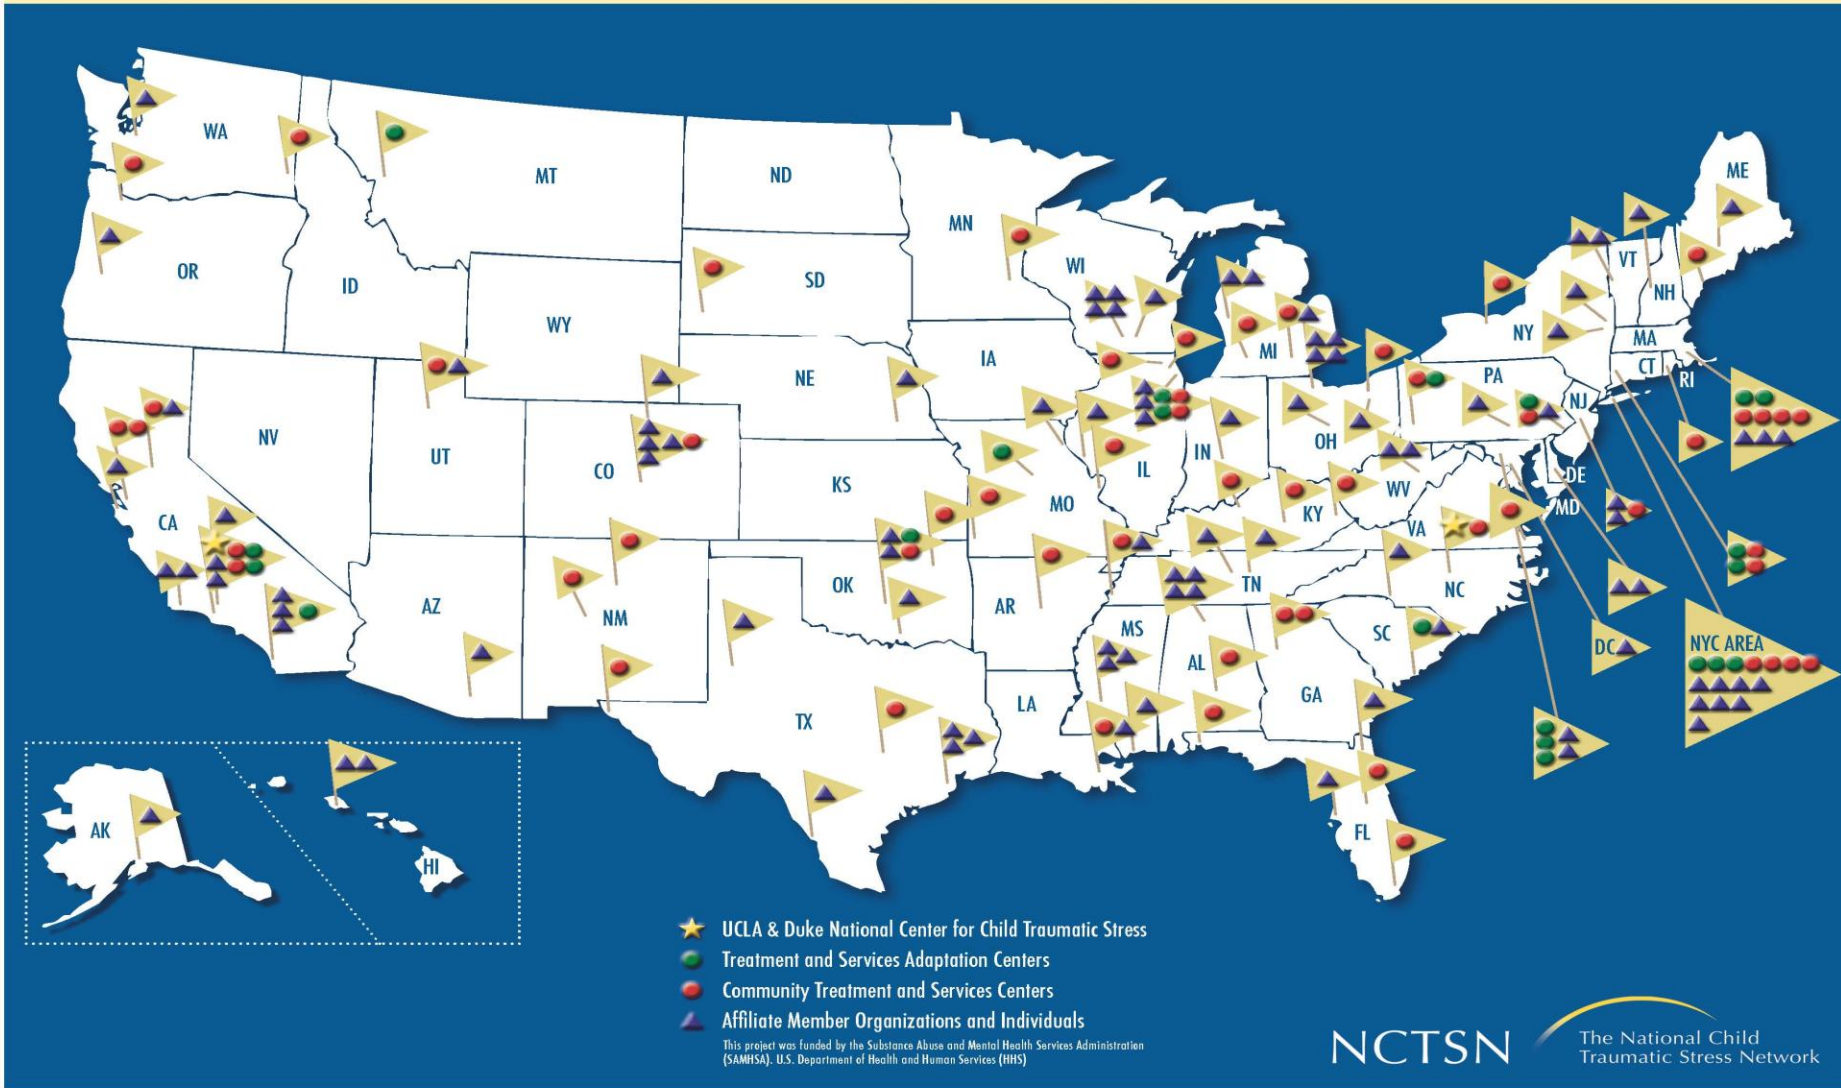 WA
MT
ND
MN
ME
OR
ID
SD
WI
VT
NH
WY
NY
MA
MI
IA
CT
RI
NE
PA
NJ
NV
UT
CO
KS
IL
IN
OH
DE
MD
CA
MO
WV
KY
VA
AZ
NM
OK
AR
TN
NC
MS
AL
SC
GA
DC
NYC AREA
TX
LA
FL
AK
HI
UCLA & Duke National Center for Child Traumatic Stress
Treatment and Services Adaptation Centers
Community Treatment and Services Centers
Affiliate Member Organizations and Individuals
This project was funded by the Substance Abuse and Mental Health Services Administration
(SAMHSA). U.S. Department of Health and Human Services (HHS)
NCTSN
The National Child
Traumatic Stress Network